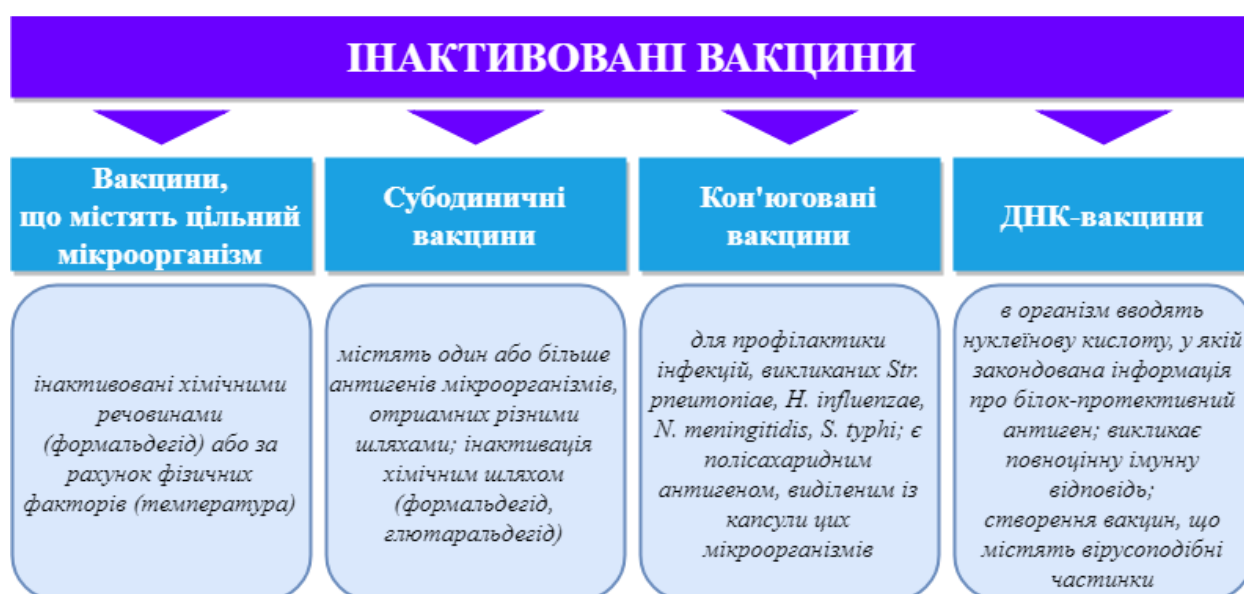 ІНАКТИВОВАНІ ВАКЦИНИ
Вакцини,
що містять цільний
мікроорганізм
інактивовані хімічними
речовинами
(формальдегід) або за
рахунок фізичних
факторів (температура)
Субодиничні
вакцини
містять один або більше
антигенів мікроорганізмів,
отриамних різними
шляхами; інактивація
хімічним шляхом
(формальдегід,
глютаральдегід)
Кон'юговані
вакцини
для профілактики
інфекцій, викликаних Str.
pneumoniae, H. influenzae,
N. meningitidis, S. typhi; є
полісахаридним
антигеном, виділеним із
капсули цих
мікроорганізмів
ДНК-вакцини
в організм вводять
нуклеїнову кислоту, у якій
закондована інформація
про білок-протективний
антиген; викликає
повноцінну імунну
відповідь;
створення вакцин, що
містять вірусоподібні
частинки